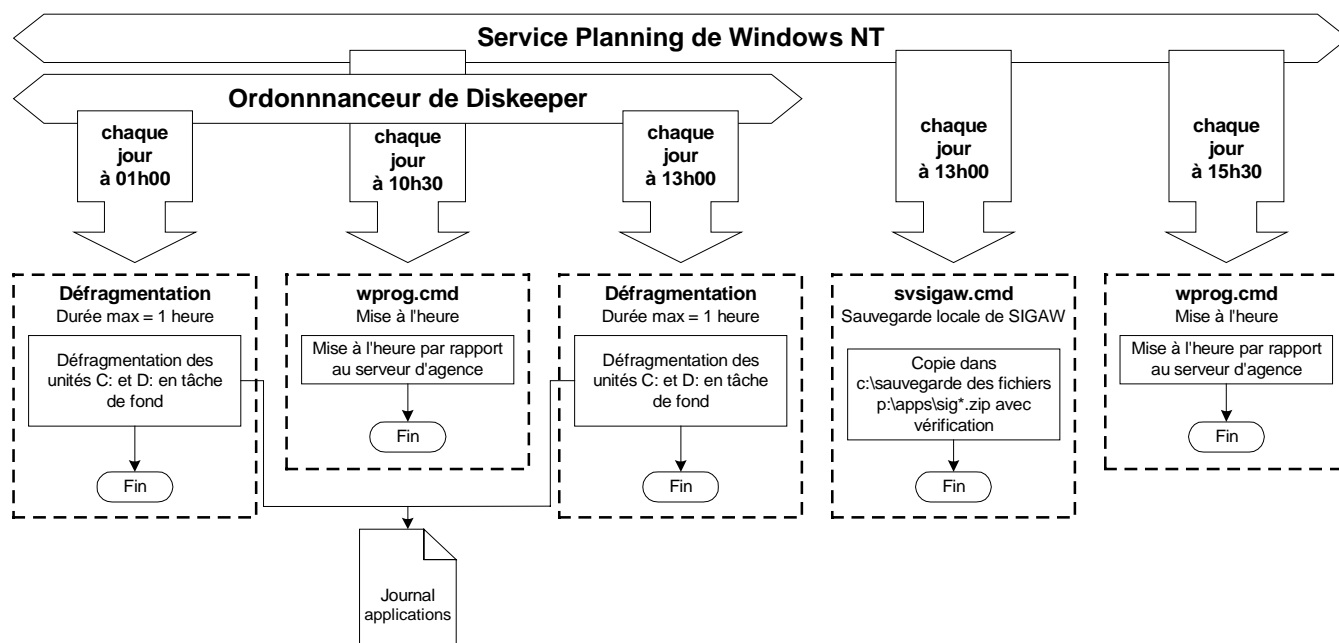 Service Planning de Windows NT
Ordonnnanceur de Diskeeper
chaque
jour
à 01h00
chaque
jour
à 10h30
chaque
jour
à 13h00
chaque
jour
à 13h00
chaque
jour
à 15h30
Défragmentation
Durée max = 1 heure
Défragmentation des
unités C: et D: en tâche
de fond
Fin
wprog.cmd
Mise à l'heure
Mise à l'heure par rapport
au serveur d'agence
Fin
Défragmentation
Durée max = 1 heure
Défragmentation des
unités C: et D: en tâche
de fond
Fin
svsigaw.cmd
Sauvegarde locale de SIGAW
Copie dans
c:\sauvegarde des fichiers
p:\apps\sig*.zip avec
vérification
Fin
wprog.cmd
Mise à l'heure
Mise à l'heure par rapport
au serveur d'agence
Fin
Journal
applications